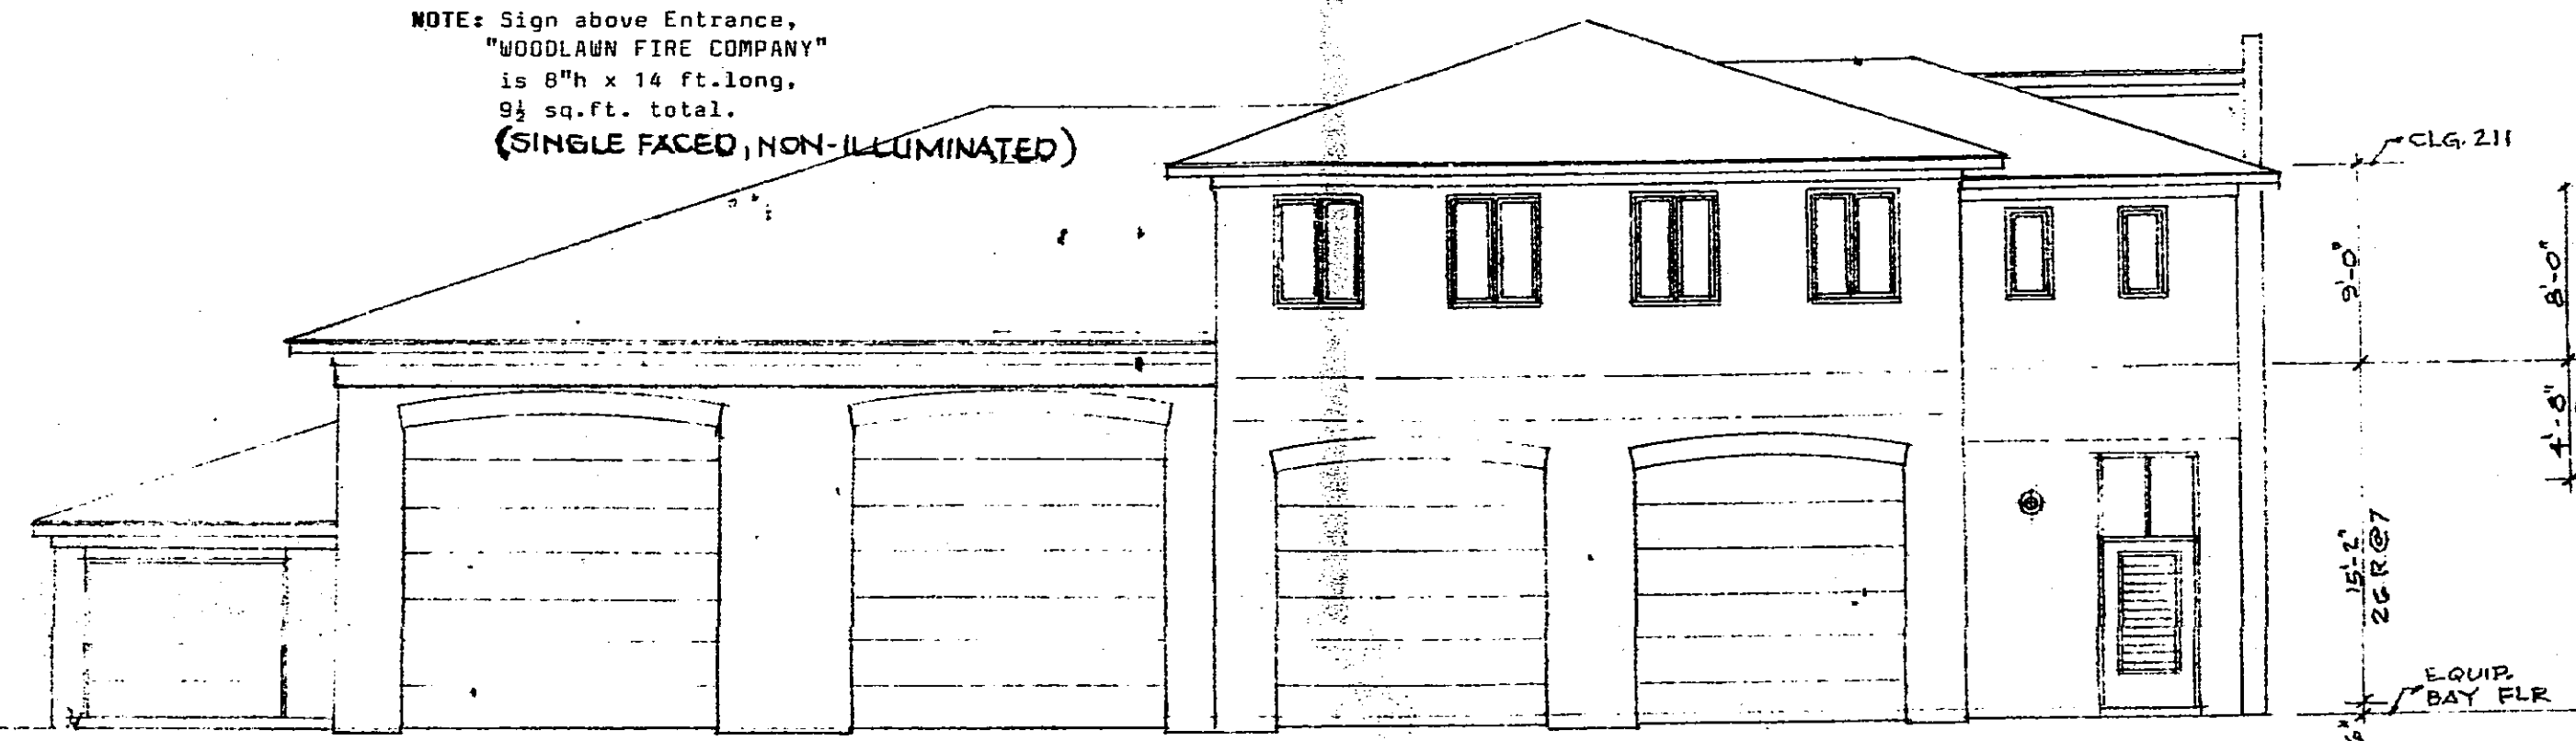 NOTE: Sign above Entrance,
"WOODLAWN FIRE COMPANY"
is 8"h x 14 ft.long,
9½ sq.ft. total.
(SINGLE FACED, NON-ILLUMINATED)
CLG. 211
9'-0"
8'-0"
4'-8"
15'-2"
26 R @7
EQUIP.
BAY FLR